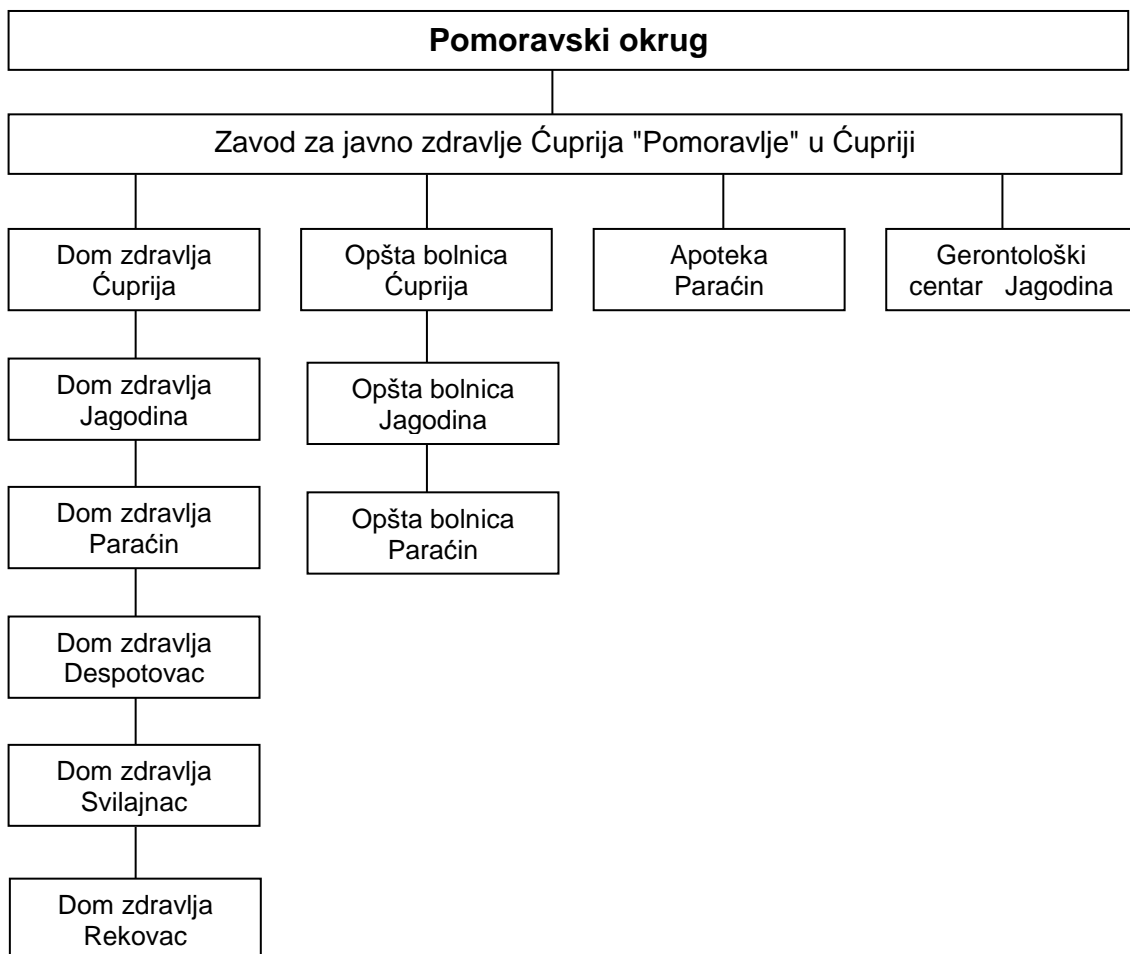 Pomoravski okrug
Zavod za javno zdravlje Ćuprija "Pomoravlje" u Ćupriji
Dom zdravlja
Ćuprija
Opšta bolnica
Ćuprija
Apoteka
Paraćin
Gerontološki
centar Jagodina
Dom zdravlja
Jagodina
Opšta bolnica
Jagodina
Dom zdravlja
Paraćin
Opšta bolnica
Paraćin
Dom zdravlja
Despotovac
Dom zdravlja
Svilajnac
Dom zdravlja
Rekovac